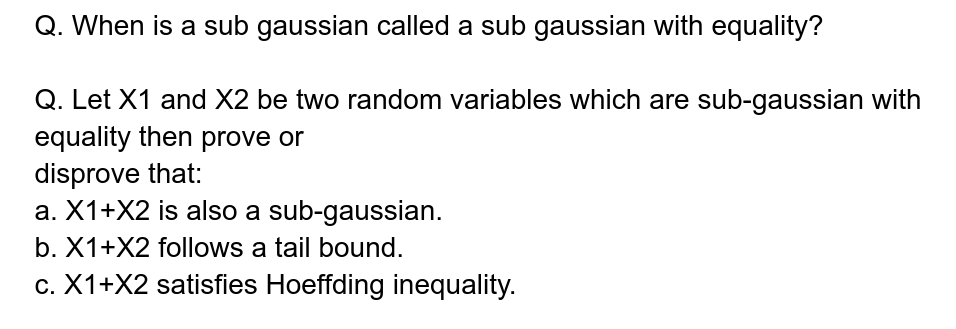 Q. When is a sub gaussian called a sub gaussian with equality?
Q. Let X1 and X2 be two random variables which are sub-gaussian with
equality then prove or
disprove that:
a. X1+X2 is also a sub-gaussian.
b. X1+X2 follows a tail bound.
c. X1+X2 satisfies Hoeffding inequality.